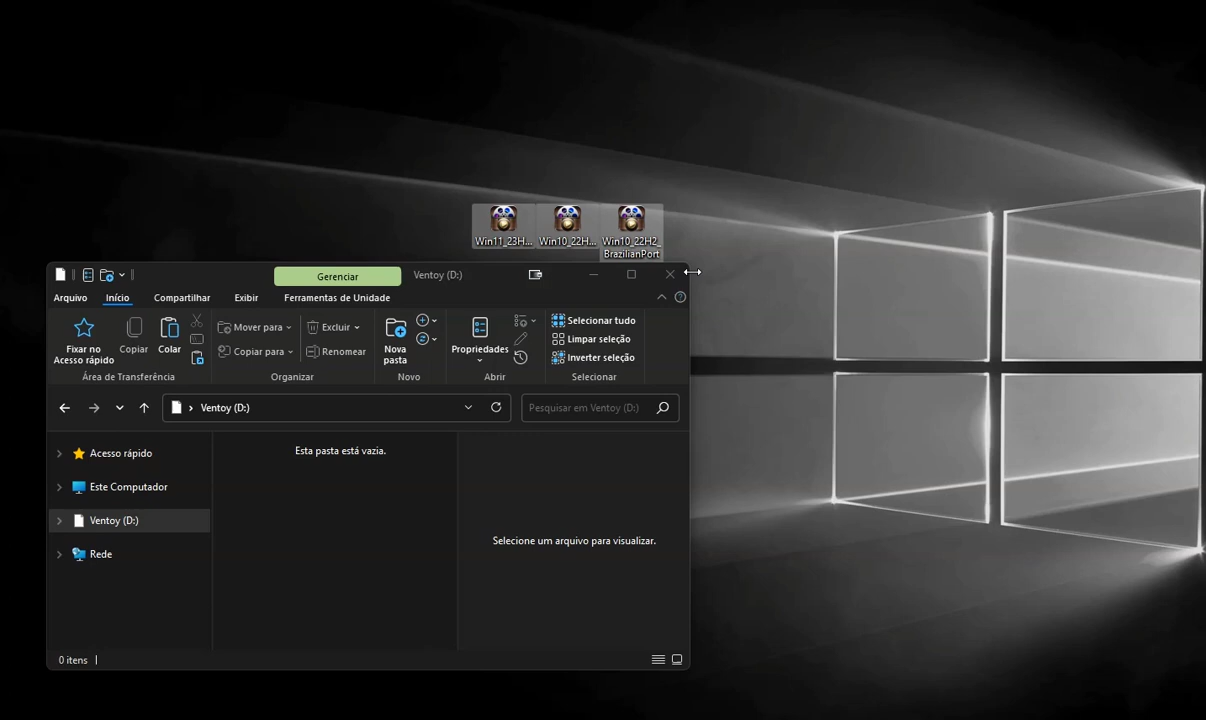 Win11_23H...
Win10_22H...
Win10_22H2_
BrazilianPort
Gerenciar
Ventoy (D:)
Arquivo
Início
Compartilhar
Exibir
Ferramentas de Unidade
Fixar no
Acesso rápido
Copiar
Colar
Área de Transferência
Mover para
Copiar para
Excluir
Renomear
Organizar
Nova
pasta
Novo
Propriedades
Abrir
Selecionar tudo
Limpar seleção
Inverter seleção
Selecionar
Ventoy (D:)
Pesquisar em Ventoy (D:)
Acesso rápido
Este Computador
Ventoy (D:)
Rede
Esta pasta está vazia.
Selecione um arquivo para visualizar.
0 itens